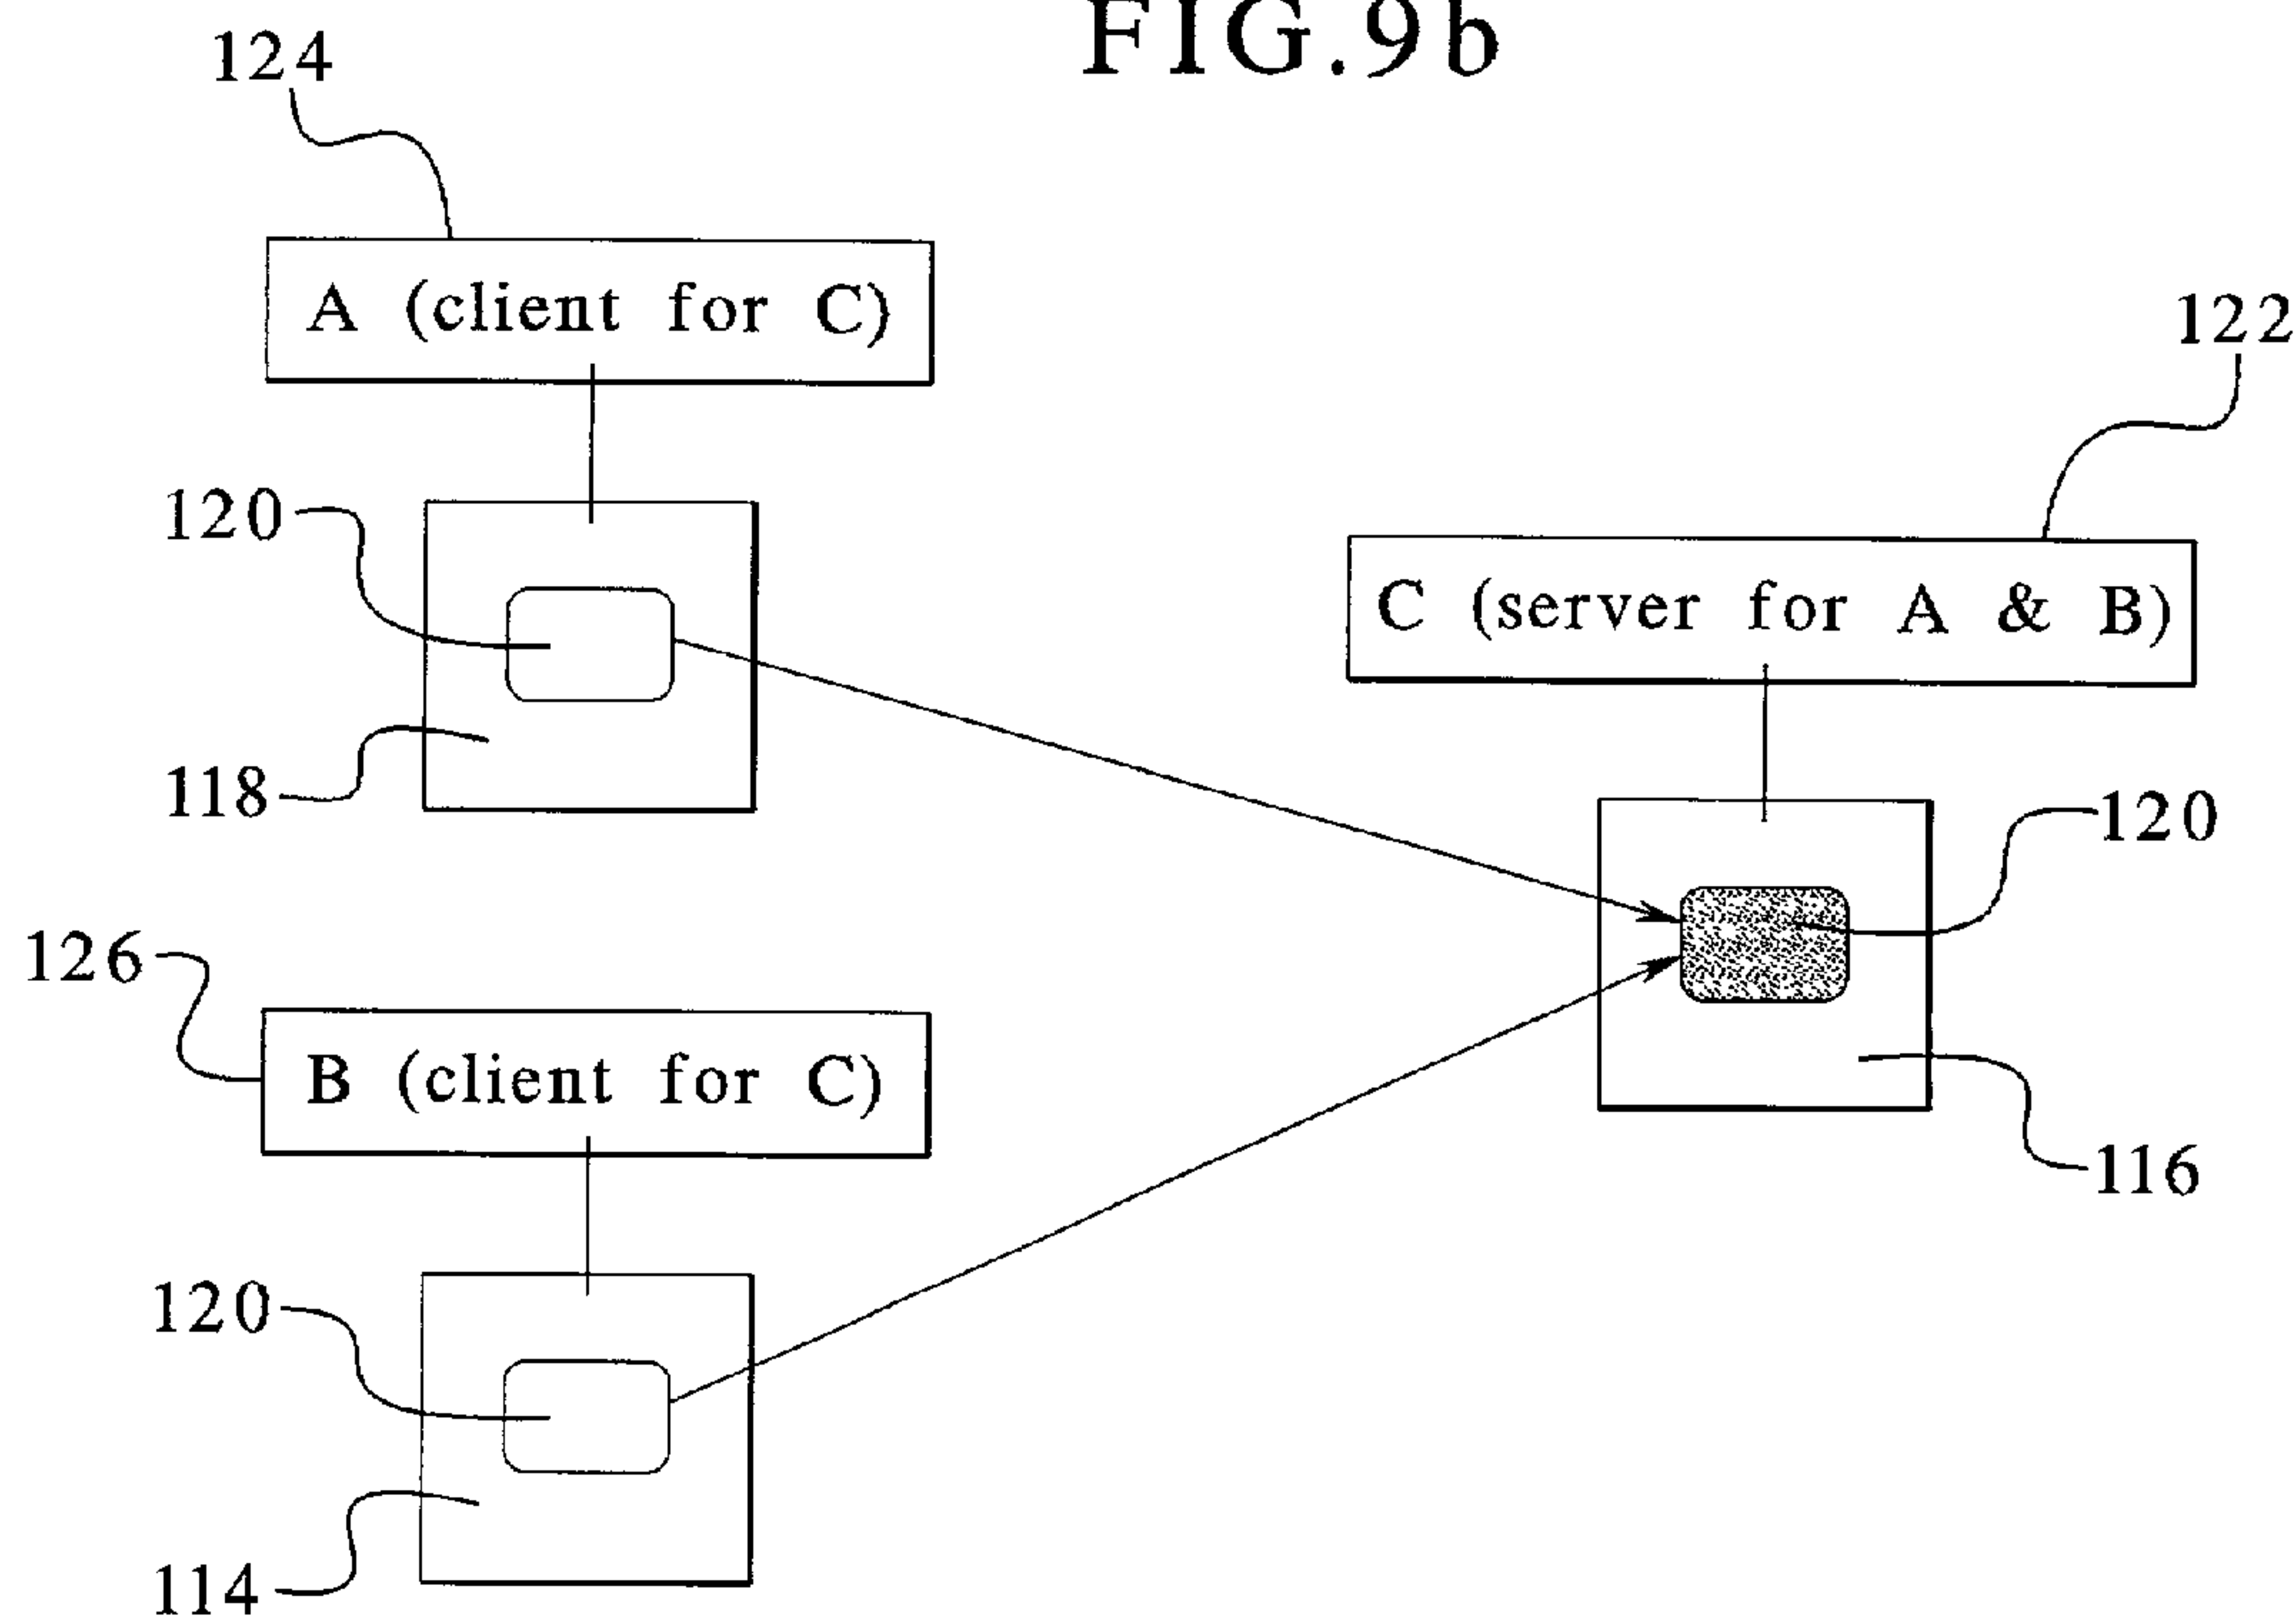 FIG.9b
124
A (client for C)
122
120
C (server for A & B)
118
120
126
B (client for C)
116
120
114